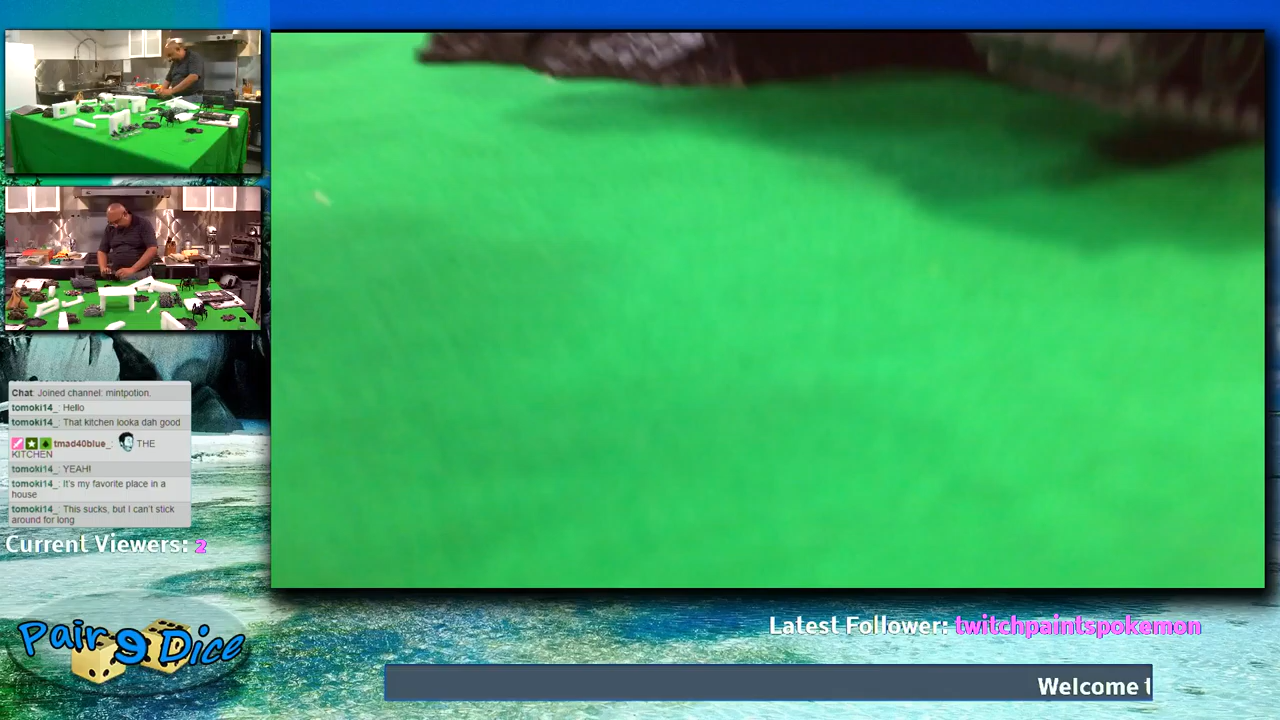 Chat: Joined channel: mintpotion.
tomoki14_: Hello
tomoki14_: That kitchen looka dah good
tmad40blue_: THE
KITCHEN
tomoki14_: YEAH!
tomoki14_: It's my favorite place in a
house
tomoki14_: This sucks, but I can't stick
around for long
Current Viewers: 2
Pair 9 Dice
Latest Follower: twitchpaintspokemon
Welcome t